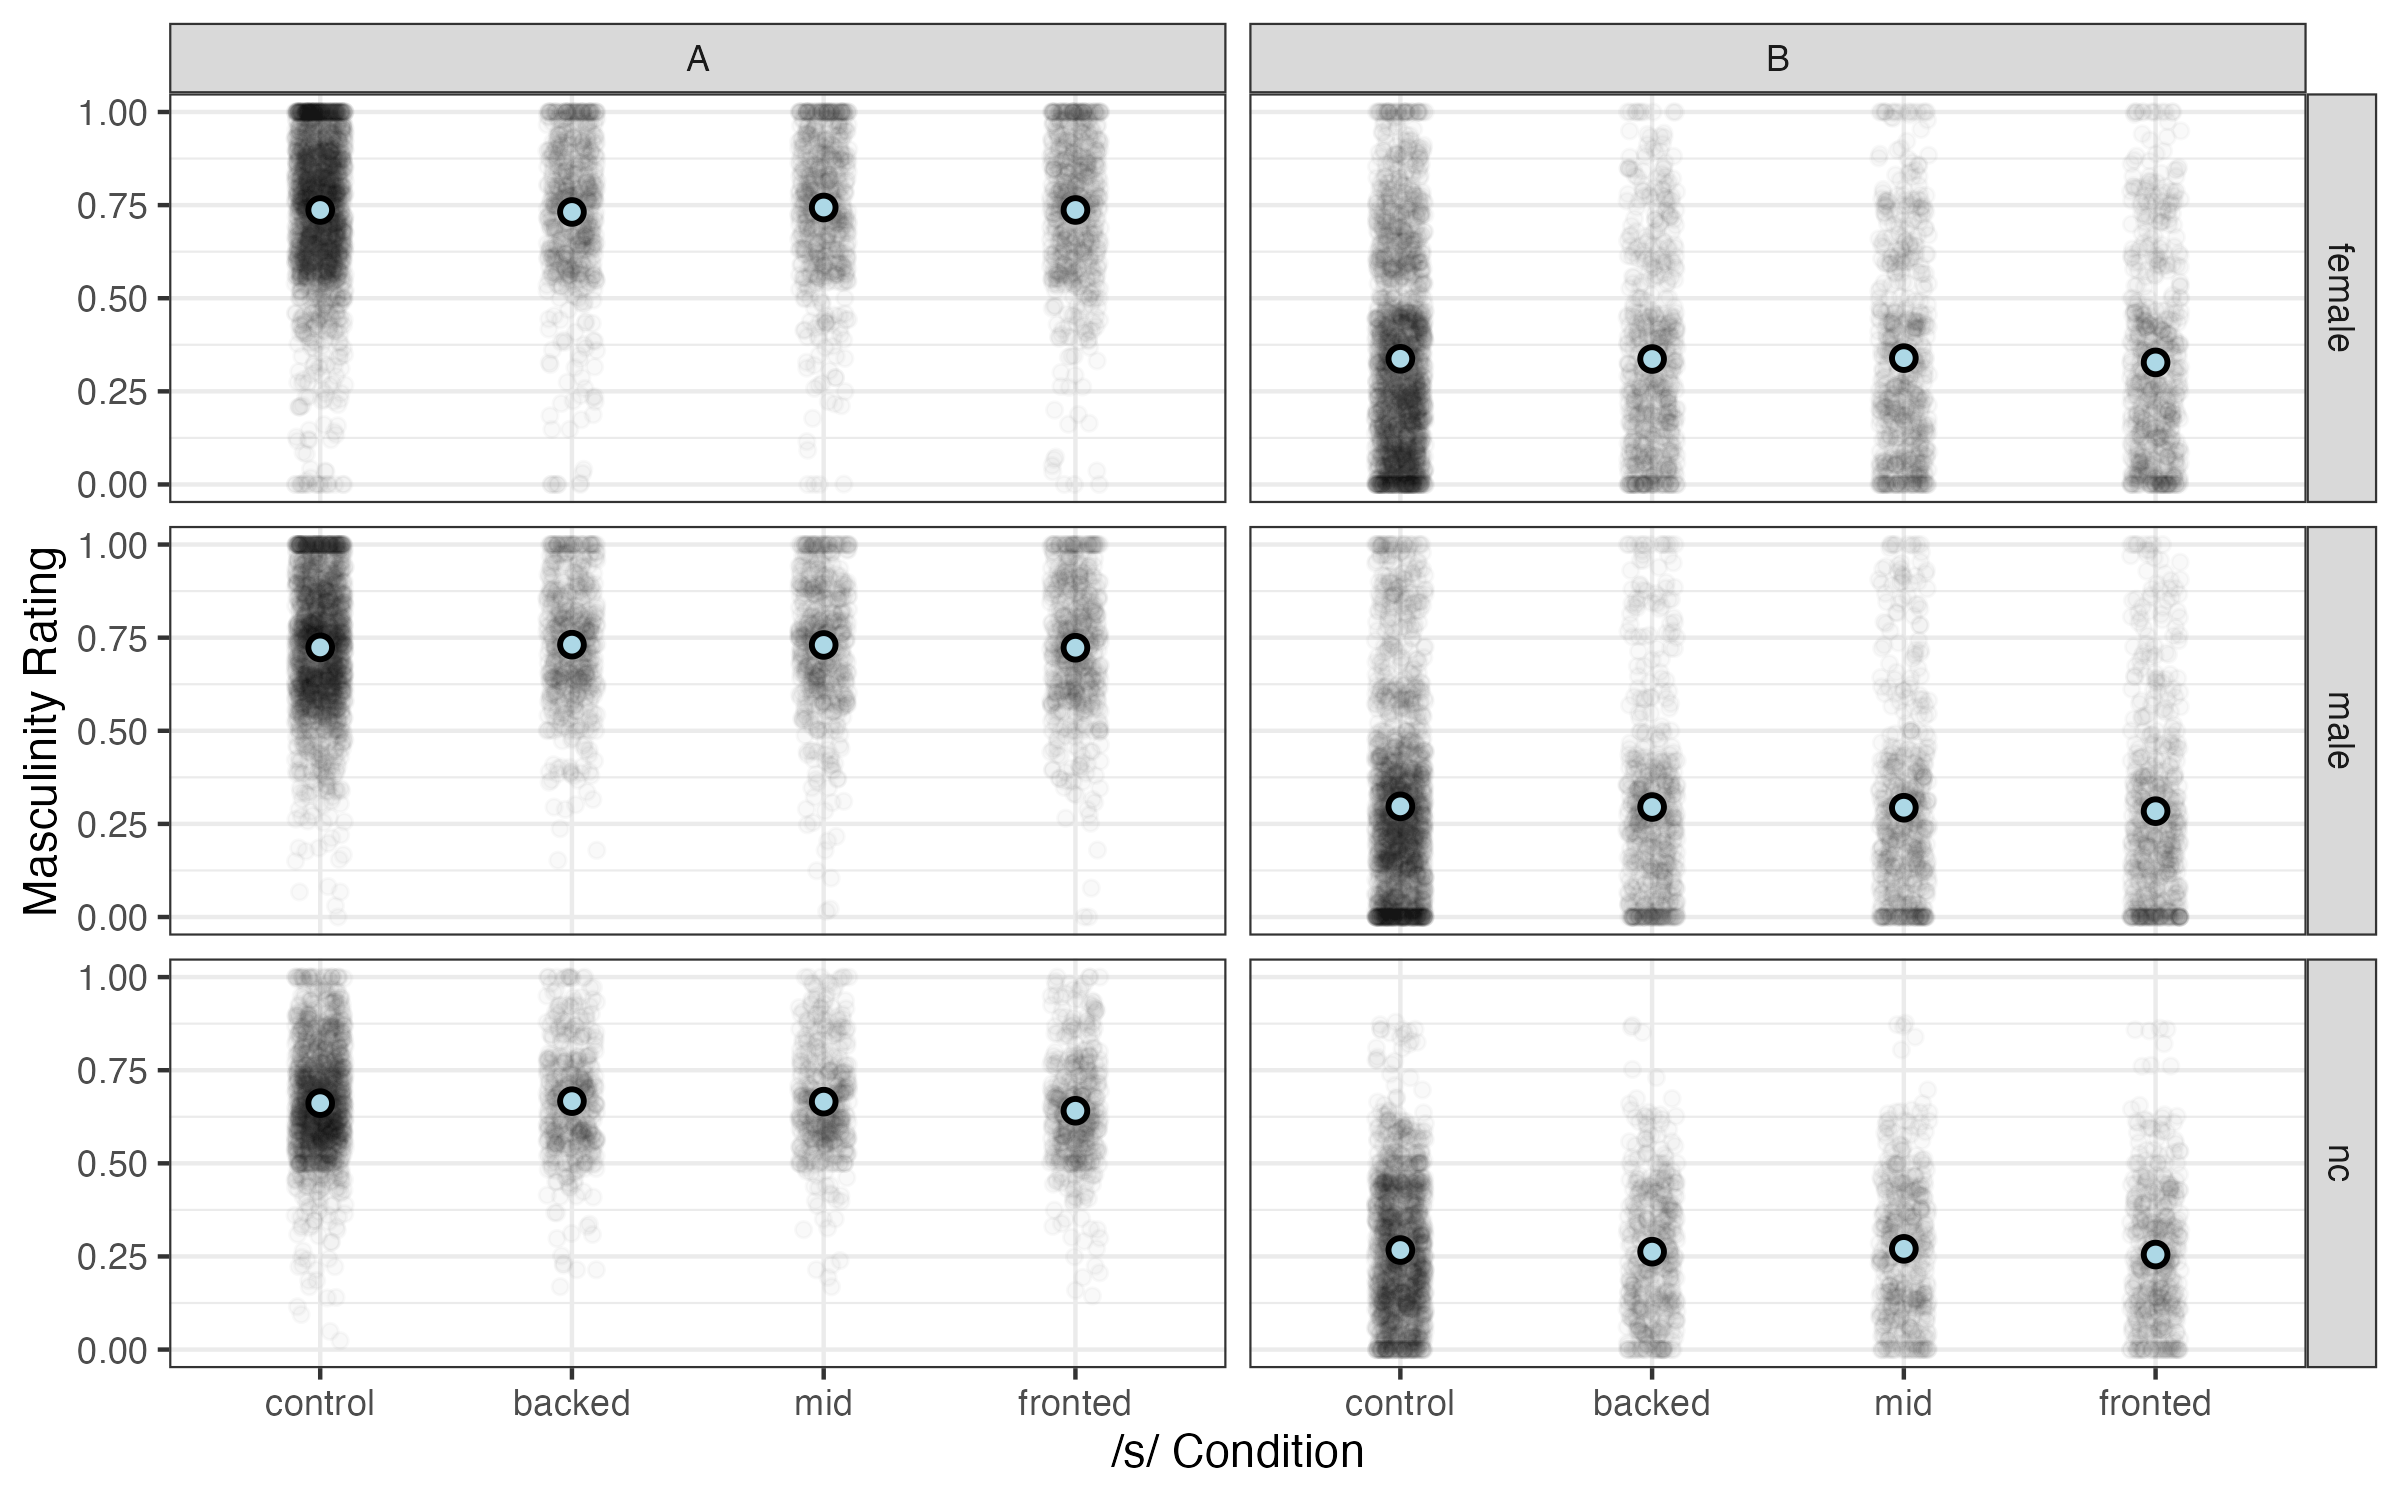 A
B
1.00
0.75
0.50
0.25
0.00
female
1.00
0.75
0.50
0.25
0.00
male
1.00
0.75
0.50
0.25
0.00
nc
Masculinity Rating
control backed mid fronted
control backed mid fronted
/s/ Condition